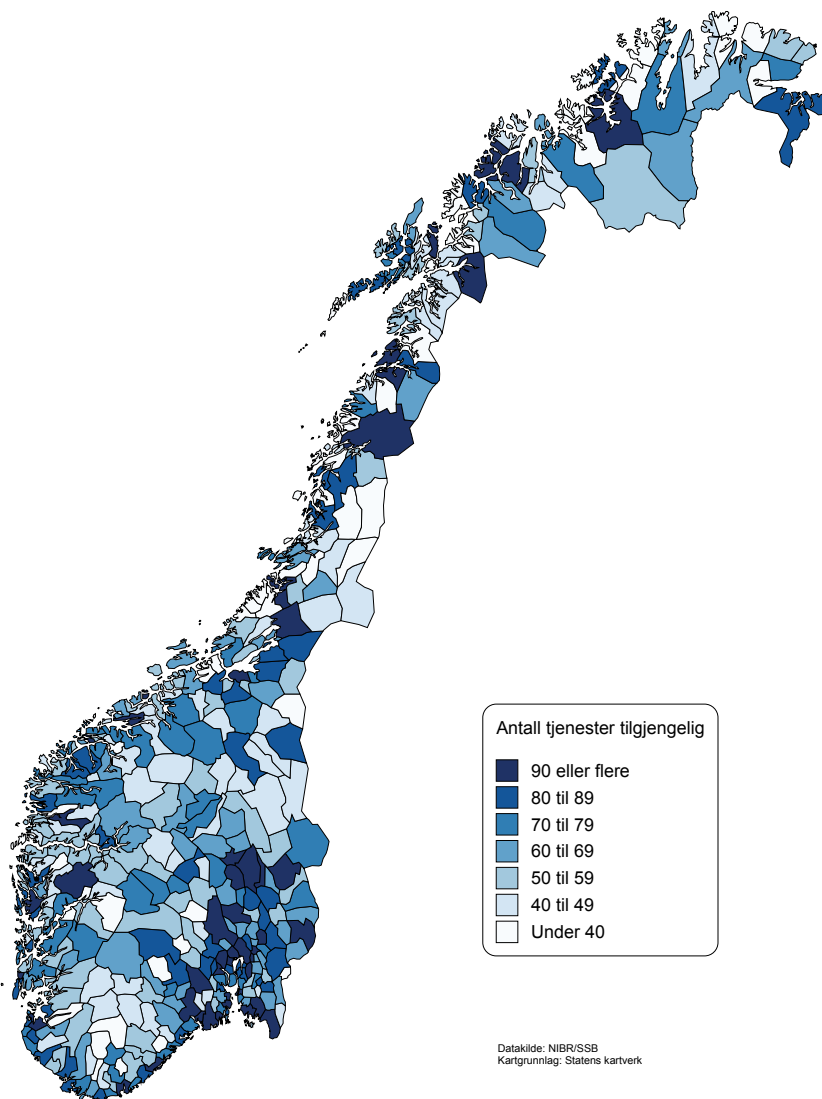 Antall tjenester tilgjengelig
90 eller flere
80 til 89
70 til 79
60 til 69
50 til 59
40 til 49
Under 40
Datakilde: NIBR/SSB
Kartgrunnlag: Statens kartverk